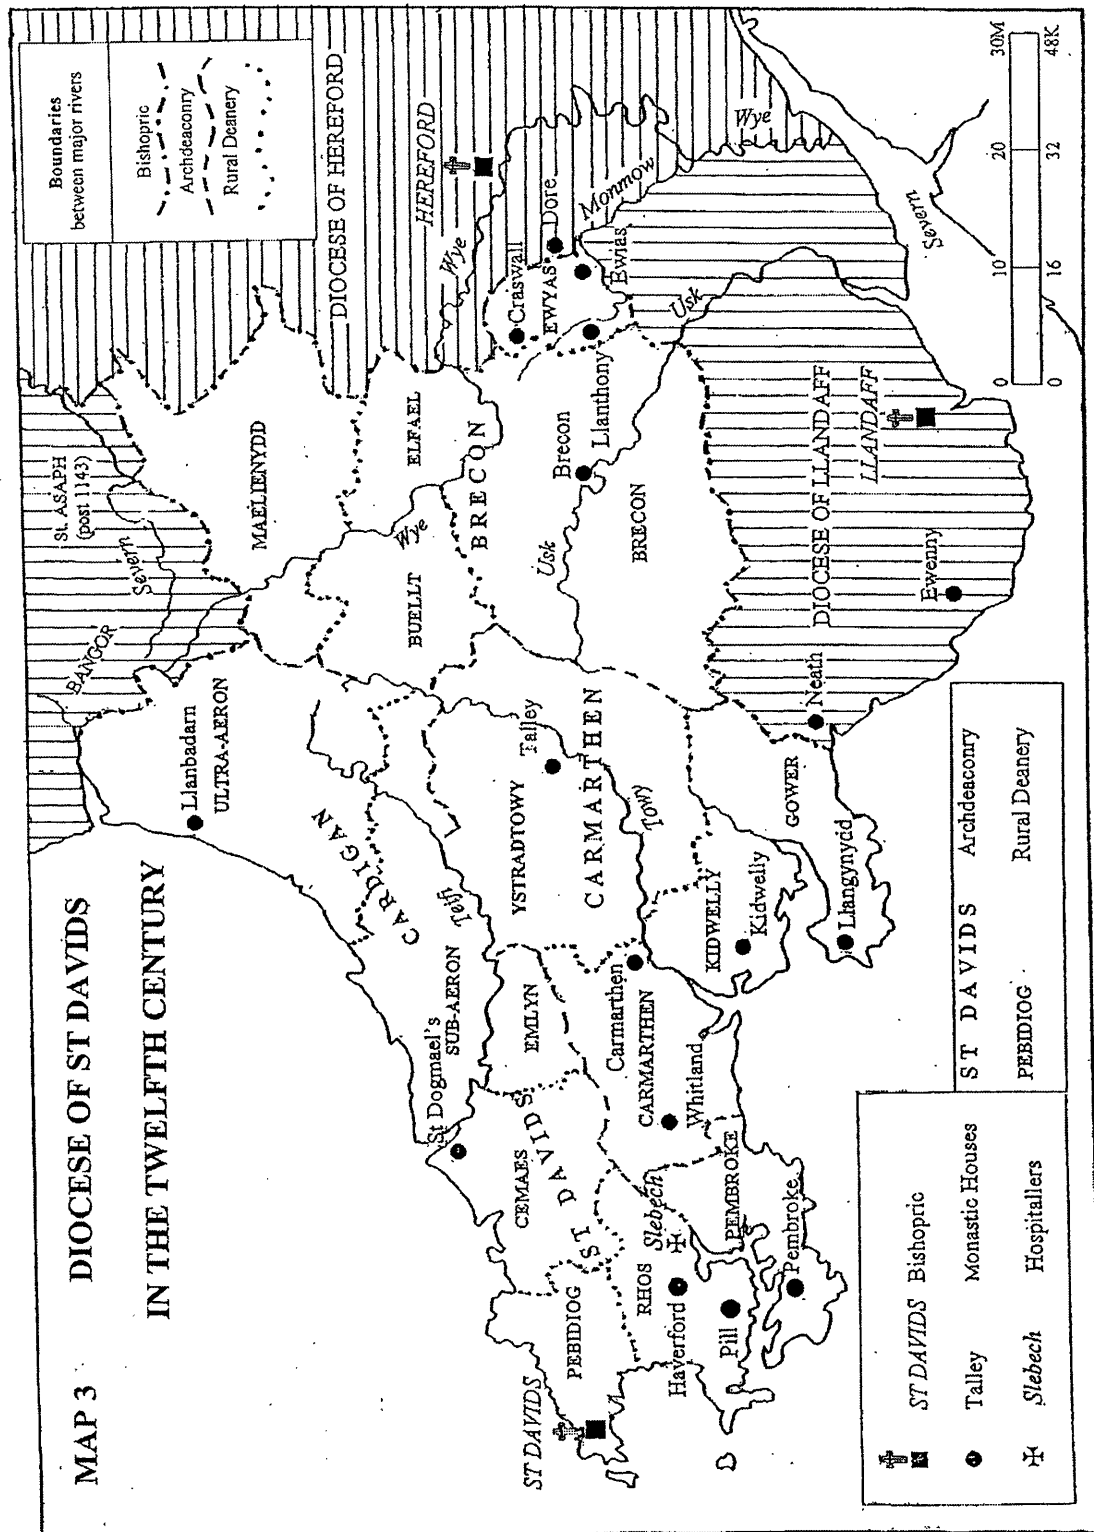 MAP 3 DIOCESE OF ST DAVIDS
IN THE TWELFTH CENTURY
Boundaries
between major rivers
Bishopric
Archdeaconry
Rural Deanery
BANGOR
St. ASAPH
(post 1143)
Severn
DIOCESE OF HEREFORD
HEREFORD
Wye
Llanbadarn
ULTRA-AERON
MAELIENYDD
CARDIGAN
Teifi
SUB-AERON
St Dogmael's
BUELLT
Wye
ELFAEL
BRECON
Craswall
EWYAS
Dore
Ewias
Monmow
Wye
Llanthony
Brecon
Usk
BRECON
Usk
CEMAES
EMLYN
ST DAVIDS
YSTRADTOWY
Talley
CARMARTHEN
Towy
ST DAVIDS
PEBIDIOG
RHOS
Slebech
Haverford
Pill
PEMBROKE
Pembroke
Carmarthen
CARMARTHEN
Whitland
KIDWELLY
Kidwelly
GOWER
Llangynydd
Neath
DIOCESE OF LLANDAFF
LLANDAFF
Ewenny
Severn
0 10 20 30M
0 16 32 48K
ST DAVIDS Bishopric
Talley Monastic Houses
Slebech Hospitallers
ST DAVIDS Archdeaconry
PEBIDIOG Rural Deanery